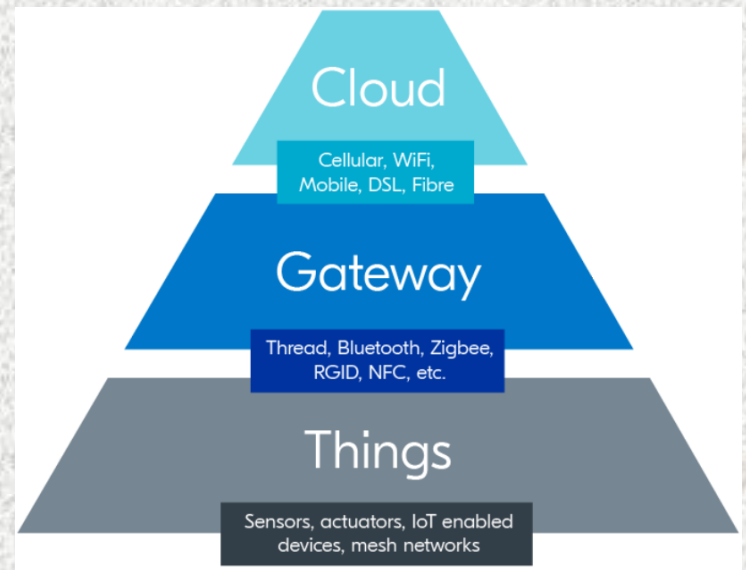 Cloud
Cellular, WiFi,
Mobile, DSL, Fibre
Gateway
Thread, Bluetooth, Zigbee,
RGID, NFC, etc.
Things
Sensors, actuators, IoT enabled
devices, mesh networks